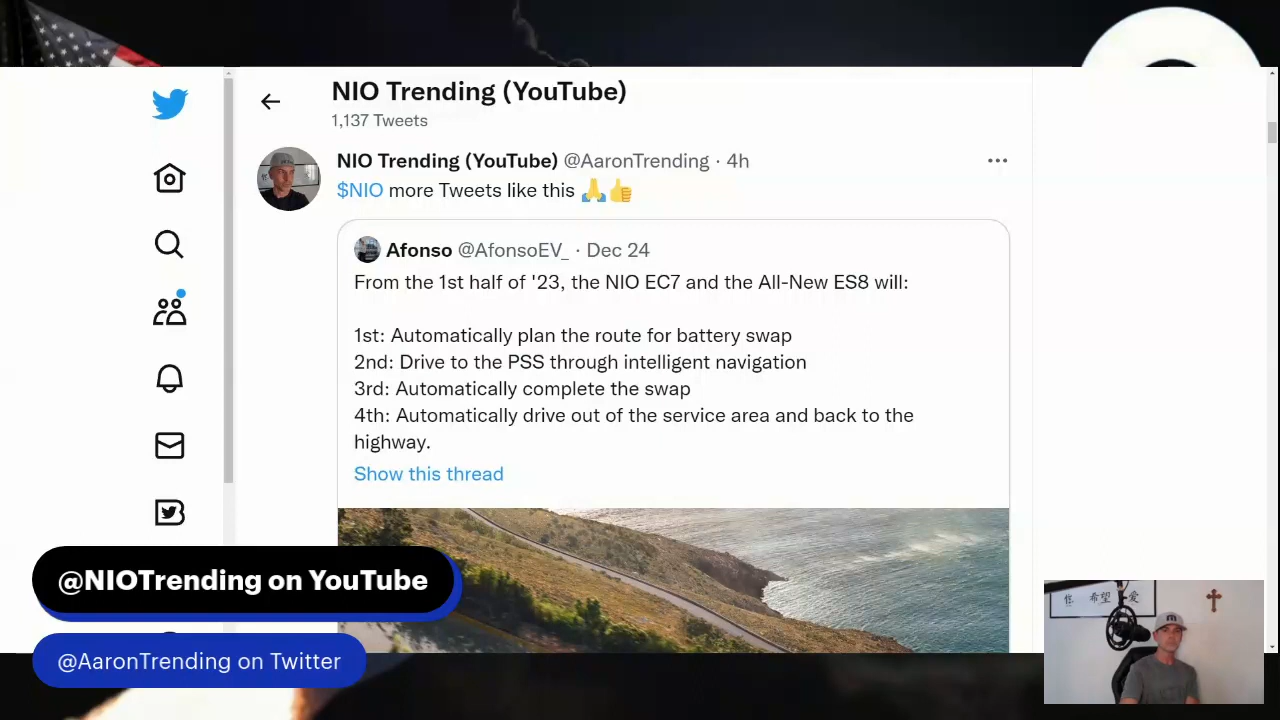 NIO Trending (YouTube)
1,137 Tweets
NIO Trending (YouTube) @AaronTrending · 4h
$NIO more Tweets like this 🙏👍
Afonso @AfonsoEV_ · Dec 24
From the 1st half of '23, the NIO EC7 and the All-New ES8 will:
1st: Automatically plan the route for battery swap
2nd: Drive to the PSS through intelligent navigation
3rd: Automatically complete the swap
4th: Automatically drive out of the service area and back to the
highway.
Show this thread
@NIOTrending on YouTube
@AaronTrending on Twitter
希望 爱